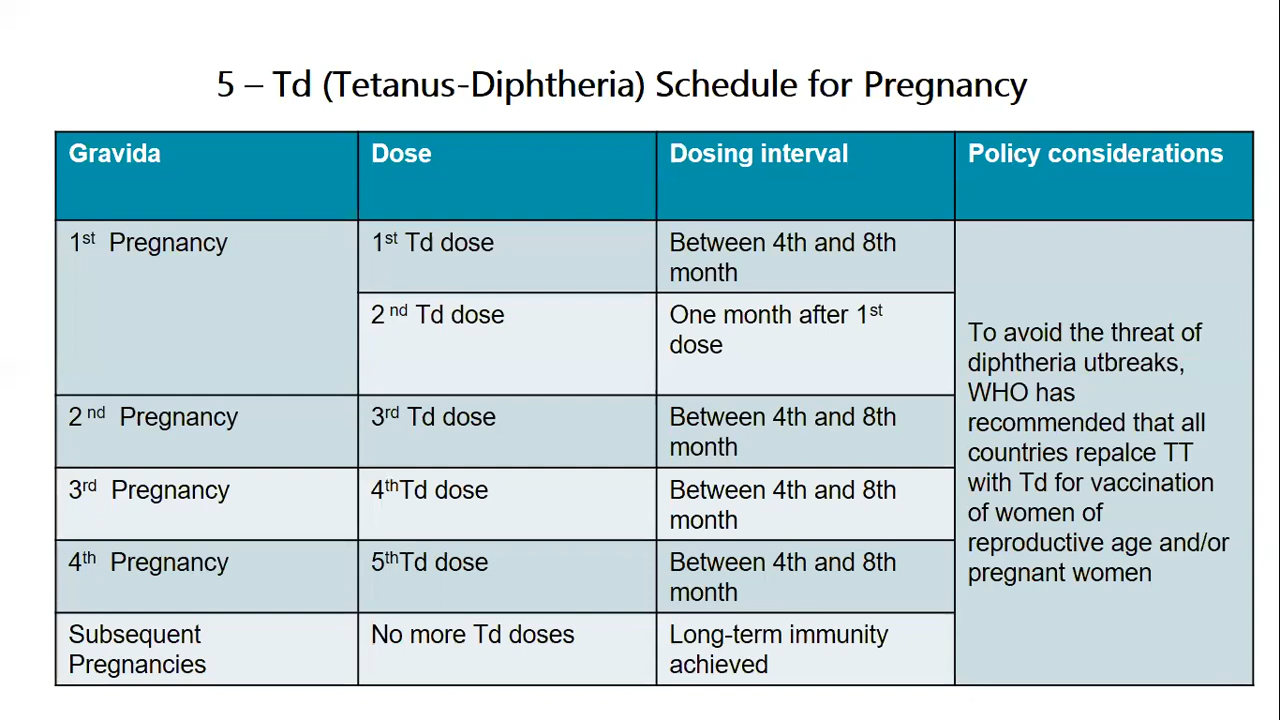 5 – Td (Tetanus-Diphtheria) Schedule for Pregnancy
Gravida
Dose
Dosing interval
Policy considerations
1st Pregnancy
1st Td dose
Between 4th and 8th
month
2 nd Td dose
One month after 1st
dose
2 nd Pregnancy
3rd Td dose
Between 4th and 8th
month
3rd Pregnancy
4thTd dose
Between 4th and 8th
month
4th Pregnancy
5thTd dose
Between 4th and 8th
month
Subsequent
Pregnancies
No more Td doses
Long-term immunity
achieved
To avoid the threat of
diphtheria utbreaks,
WHO has
recommended that all
countries repalce TT
with Td for vaccination
of women of
reproductive age and/or
pregnant women